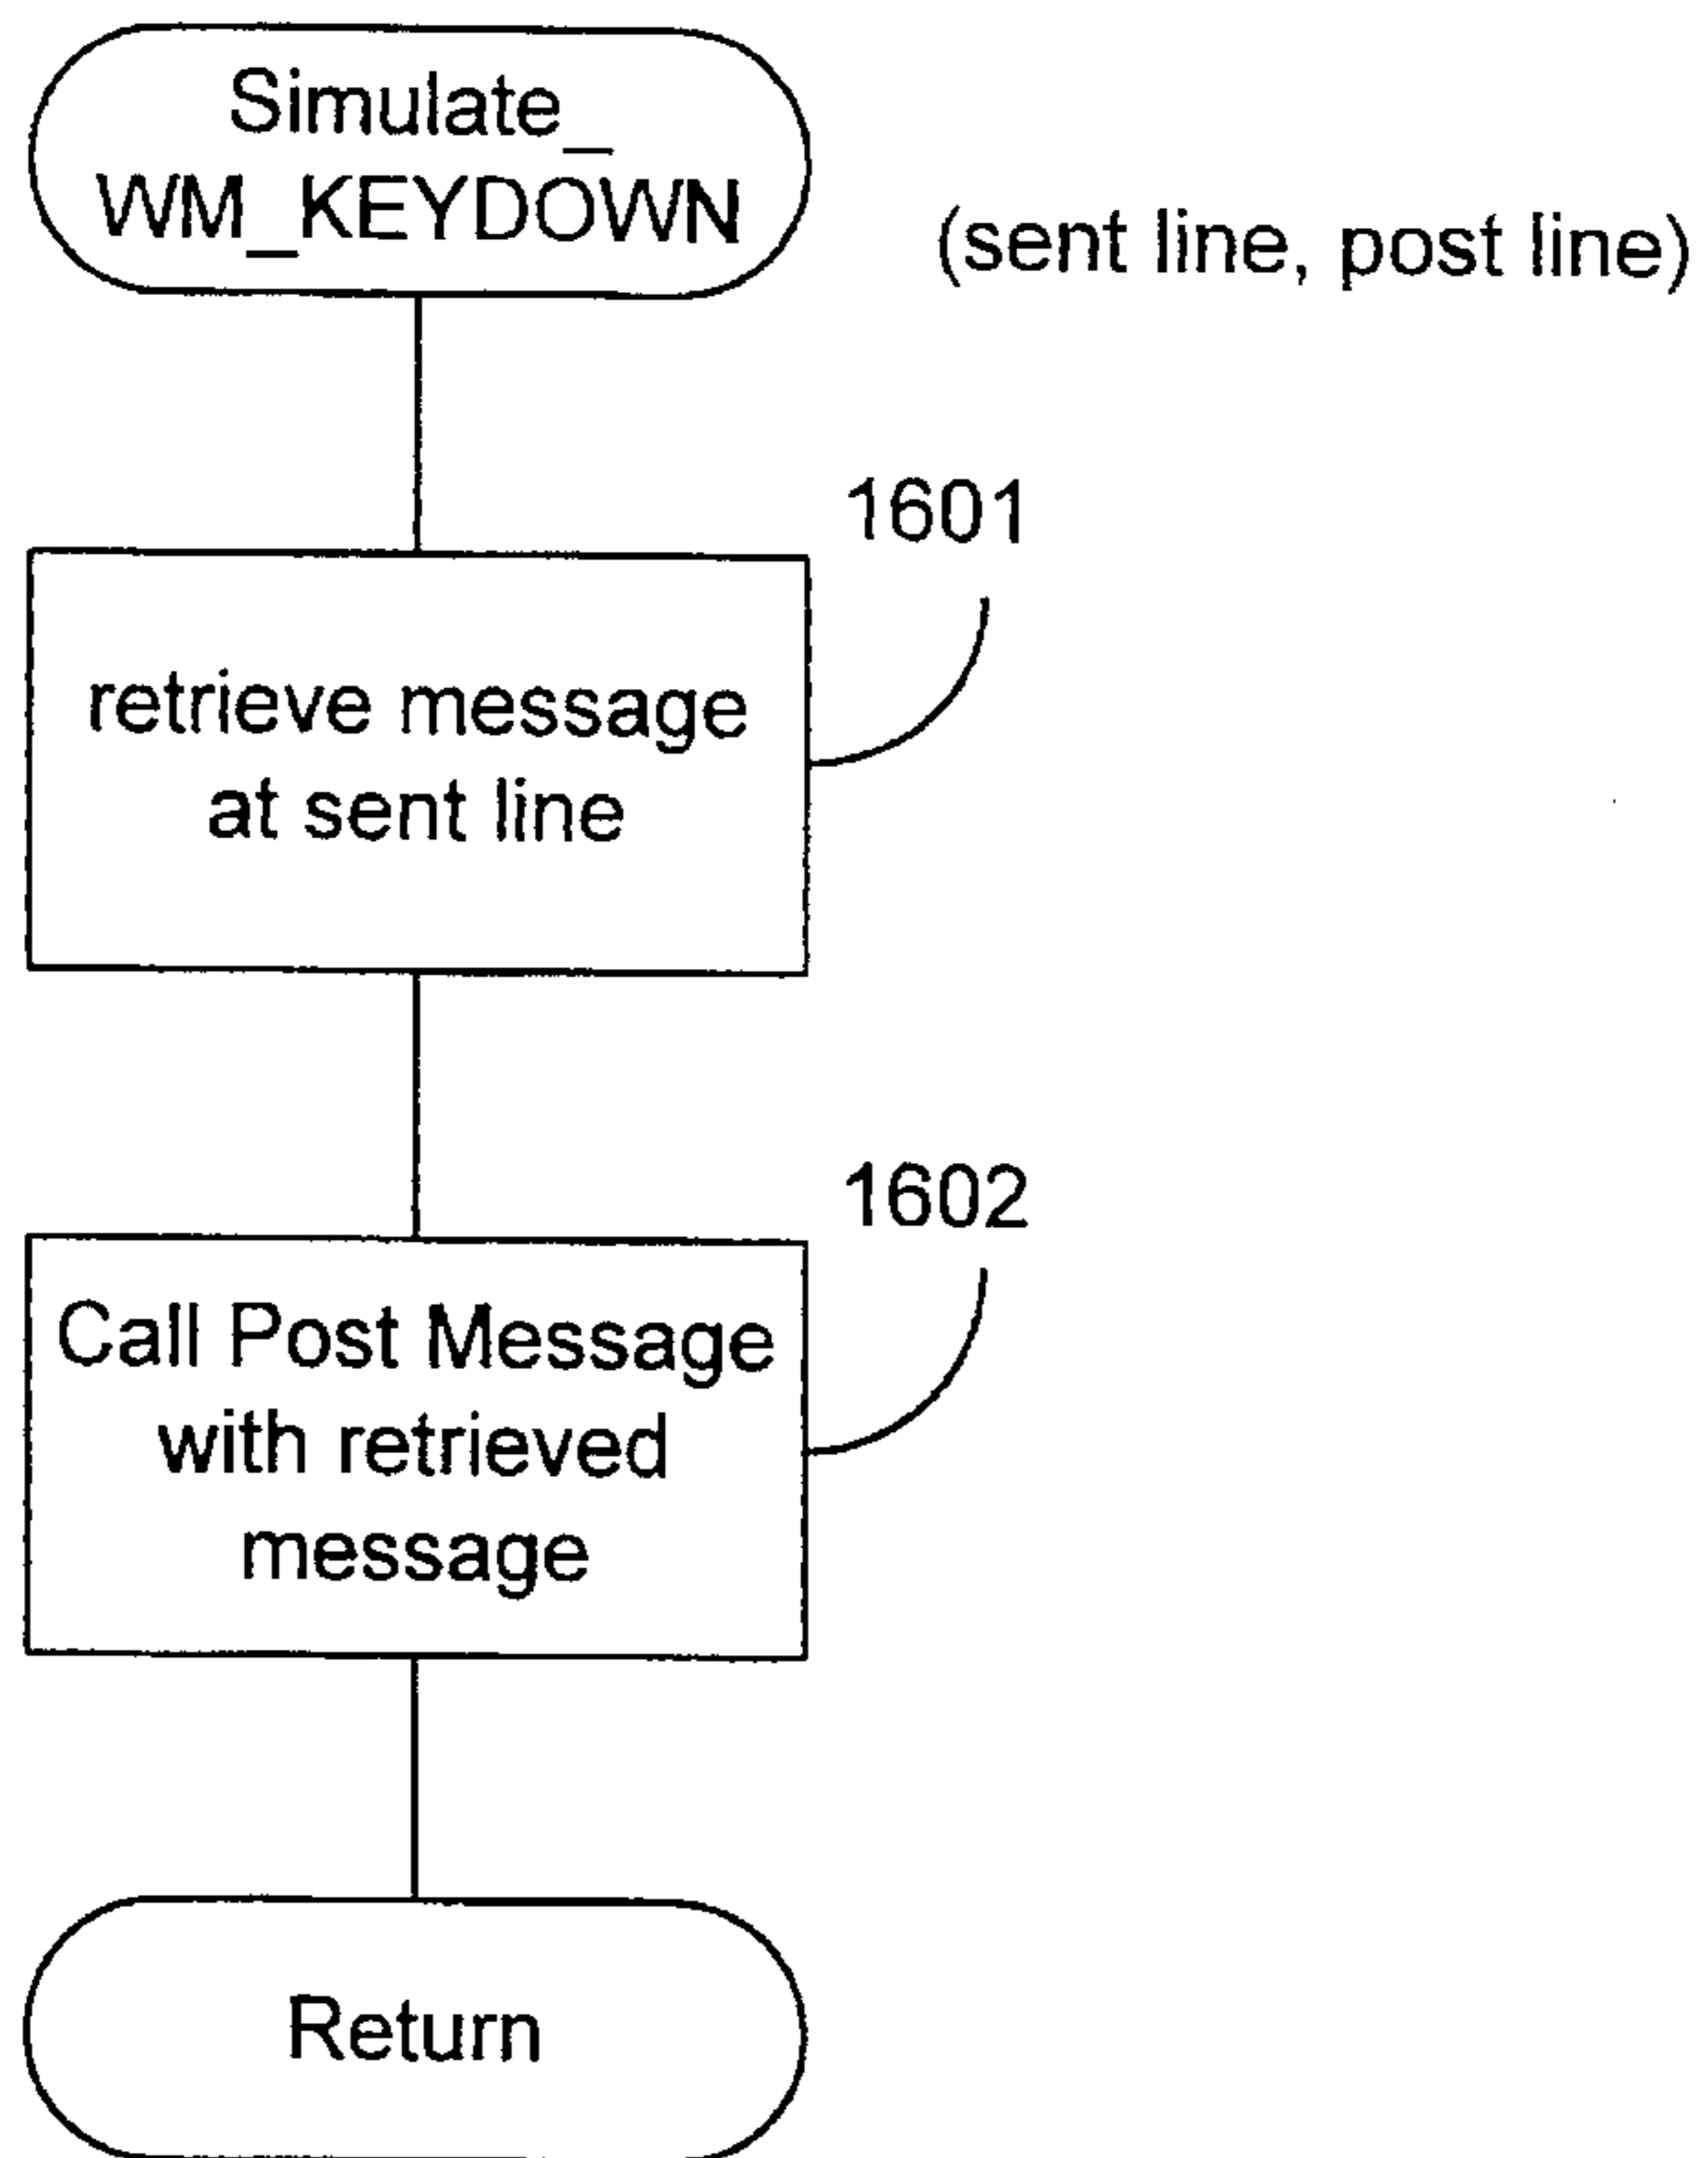 Simulate_
WM_KEYDOWN
(sent line, post line)
1601
retrieve message
at sent line
1602
Call Post Message
with retrieved
message
Return